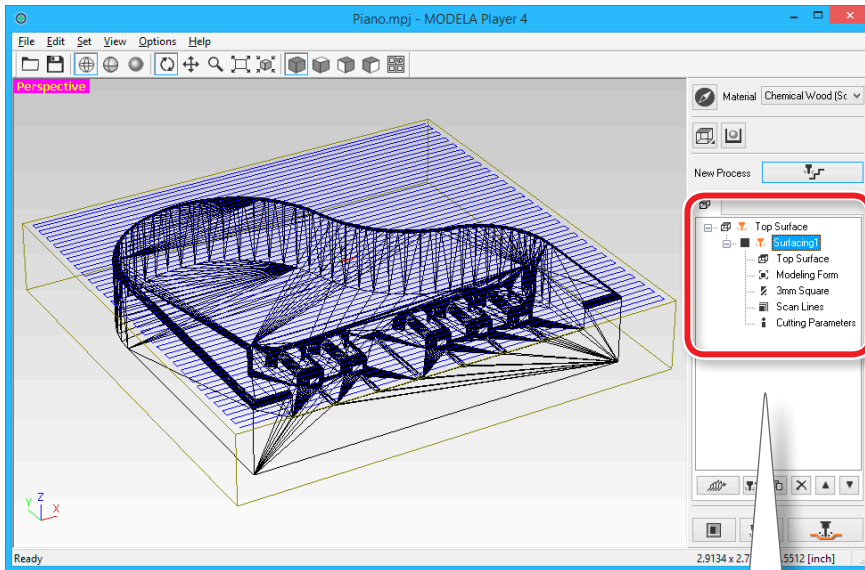 Piano.mpj - MODELA Player 4
File Edit Set View Options Help
Perspective
Material Chemical Wood (Sc
New Process
Top Surface
Surfacing1
Top Surface
Modeling Form
3mm Square
Scan Lines
Cutting Parameters
Z
Y
X
Ready
2.9134 x 2.7 .5512 [inch]